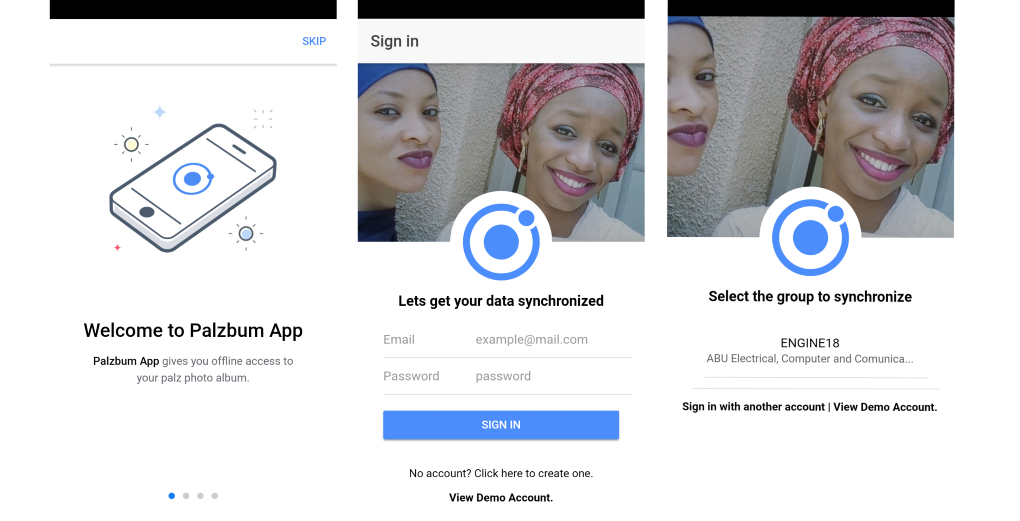 SKIP
Welcome to Palzbum App
Palzbum App gives you offline access to
your palz photo album.
Sign in
Lets get your data synchronized
Email example@mail.com
Password password
SIGN IN
No account? Click here to create one.
View Demo Account.
Select the group to synchronize
ENGINE18
ABU Electrical, Computer and Comunica...
Sign in with another account | View Demo Account.